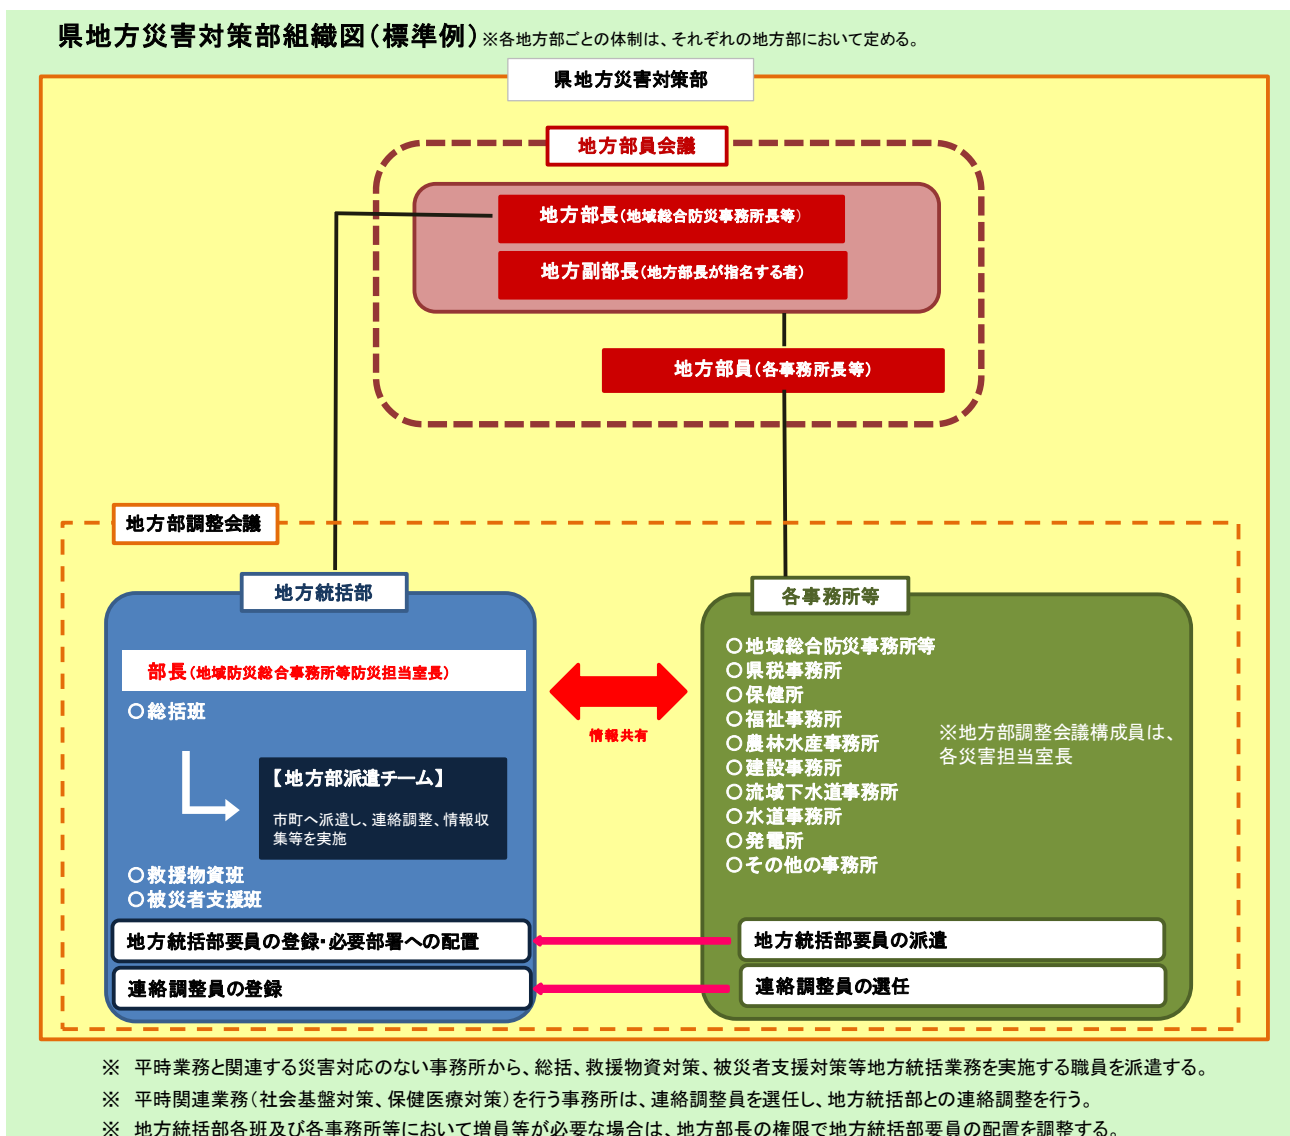 県地方災害対策部組織図(標準例)※各地方部ごとの体制は、それぞれの地方部において定める。
県地方災害対策部
地方部員会議
地方部長(地域総合防災事務所長等)
地方副部長(地方部長が指名する者)
地方部員(各事務所長等)
地方部調整会議
地方統括部
部長(地域防災総合事務所等防災担当室長)
○総括班
【地方部派遣チーム】
市町へ派遣し、連絡調整、情報収
集等を実施
○救援物資班
○被災者支援班
地方統括部要員の登録・必要部署への配置
連絡調整員の登録
情報共有
各事務所等
○地域総合防災事務所等
○県税事務所
○保健所
○福祉事務所
○農林水産事務所
○建設事務所
○流域下水道事務所
○水道事務所
○発電所
○その他の事務所
※地方部調整会議構成員は、
各災害担当室長
地方統括部要員の派遣
連絡調整員の選任
※ 平時業務と関連する災害対応のない事務所から、総括、救援物資対策、被災者支援対策等地方統括業務を実施する職員を派遣する。
※ 平時関連業務(社会基盤対策、保健医療対策)を行う事務所は、連絡調整員を選任し、地方統括部との連絡調整を行う。
※ 地方統括部各班及び各事務所等において増員等が必要な場合は、地方部長の権限で地方統括部要員の配置を調整する。